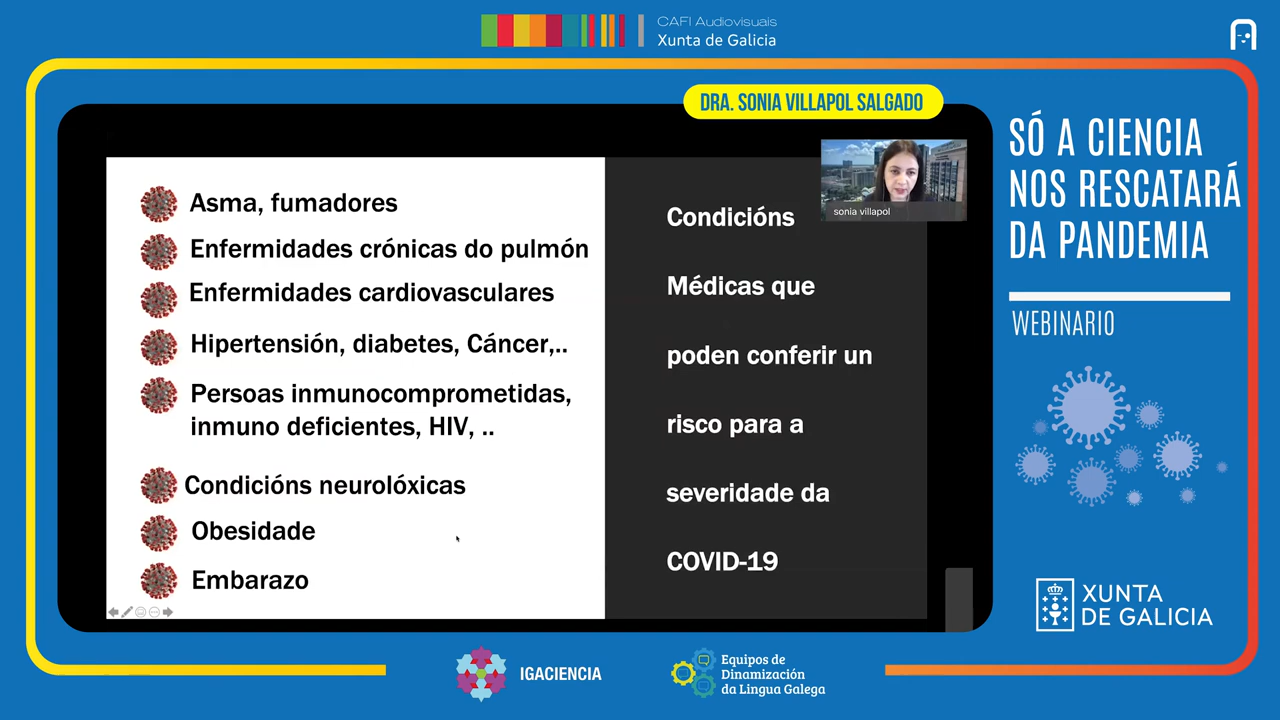 CAFI Audiovisuais
Xunta de Galicia
DRA. SONIA VILLAPOL SALGADO
SÓ A CIENCIA
NOS RESCATARÁ
DA PANDEMIA
WEBINARIO
sonia villapol
Asma, fumadores
Enfermidades crónicas do pulmón
Enfermidades cardiovasculares
Hipertensión, diabetes, Cáncer,..
Persoas inmunocomprometidas,
inmuno deficientes, HIV, ..
Condicións neurolóxicas
Obesidade
Embarazo
Condicións
Médicas que
poden conferir un
risco para a
severidade da
COVID-19
XUNTA
DE GALICIA
IGACIENCIA
Equipos de
Dinamización
da Lingua Galega